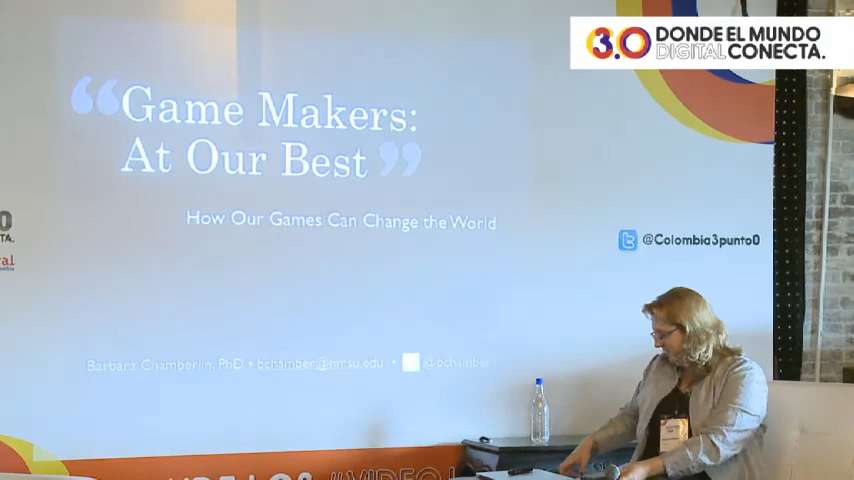 3.0 DONDE EL MUNDO
DIGITAL CONECTA.
“Game Makers:
At Our Best”
How Our Games Can Change the World
@Colombia3punto0
Barbara Chamberlin, PhD • bchamber@nmsu.edu • @bchamber